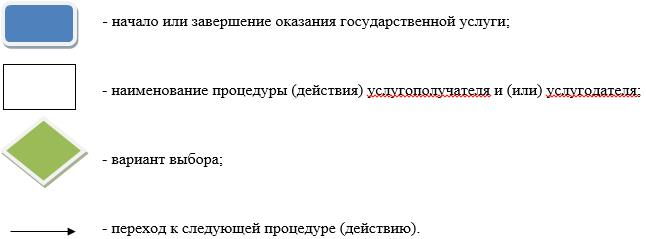 - начало или завершение оказания государственной услуги;
- наименование процедуры (действия) услугополучателя и (или) услугодателя;
- вариант выбора;
- переход к следующей процедуре (действию).